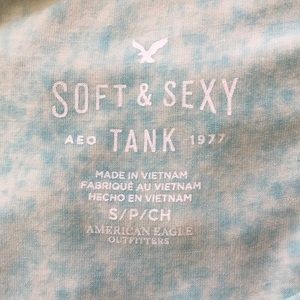 SOFT & SEXY
AEO TANK 1977
MADE IN VIETNAM
FABRIQUÉ AU VIETNAM
HECHO EN VIETNAM
S/P/CH
AMERICAN EAGLE
OUTFITTERS